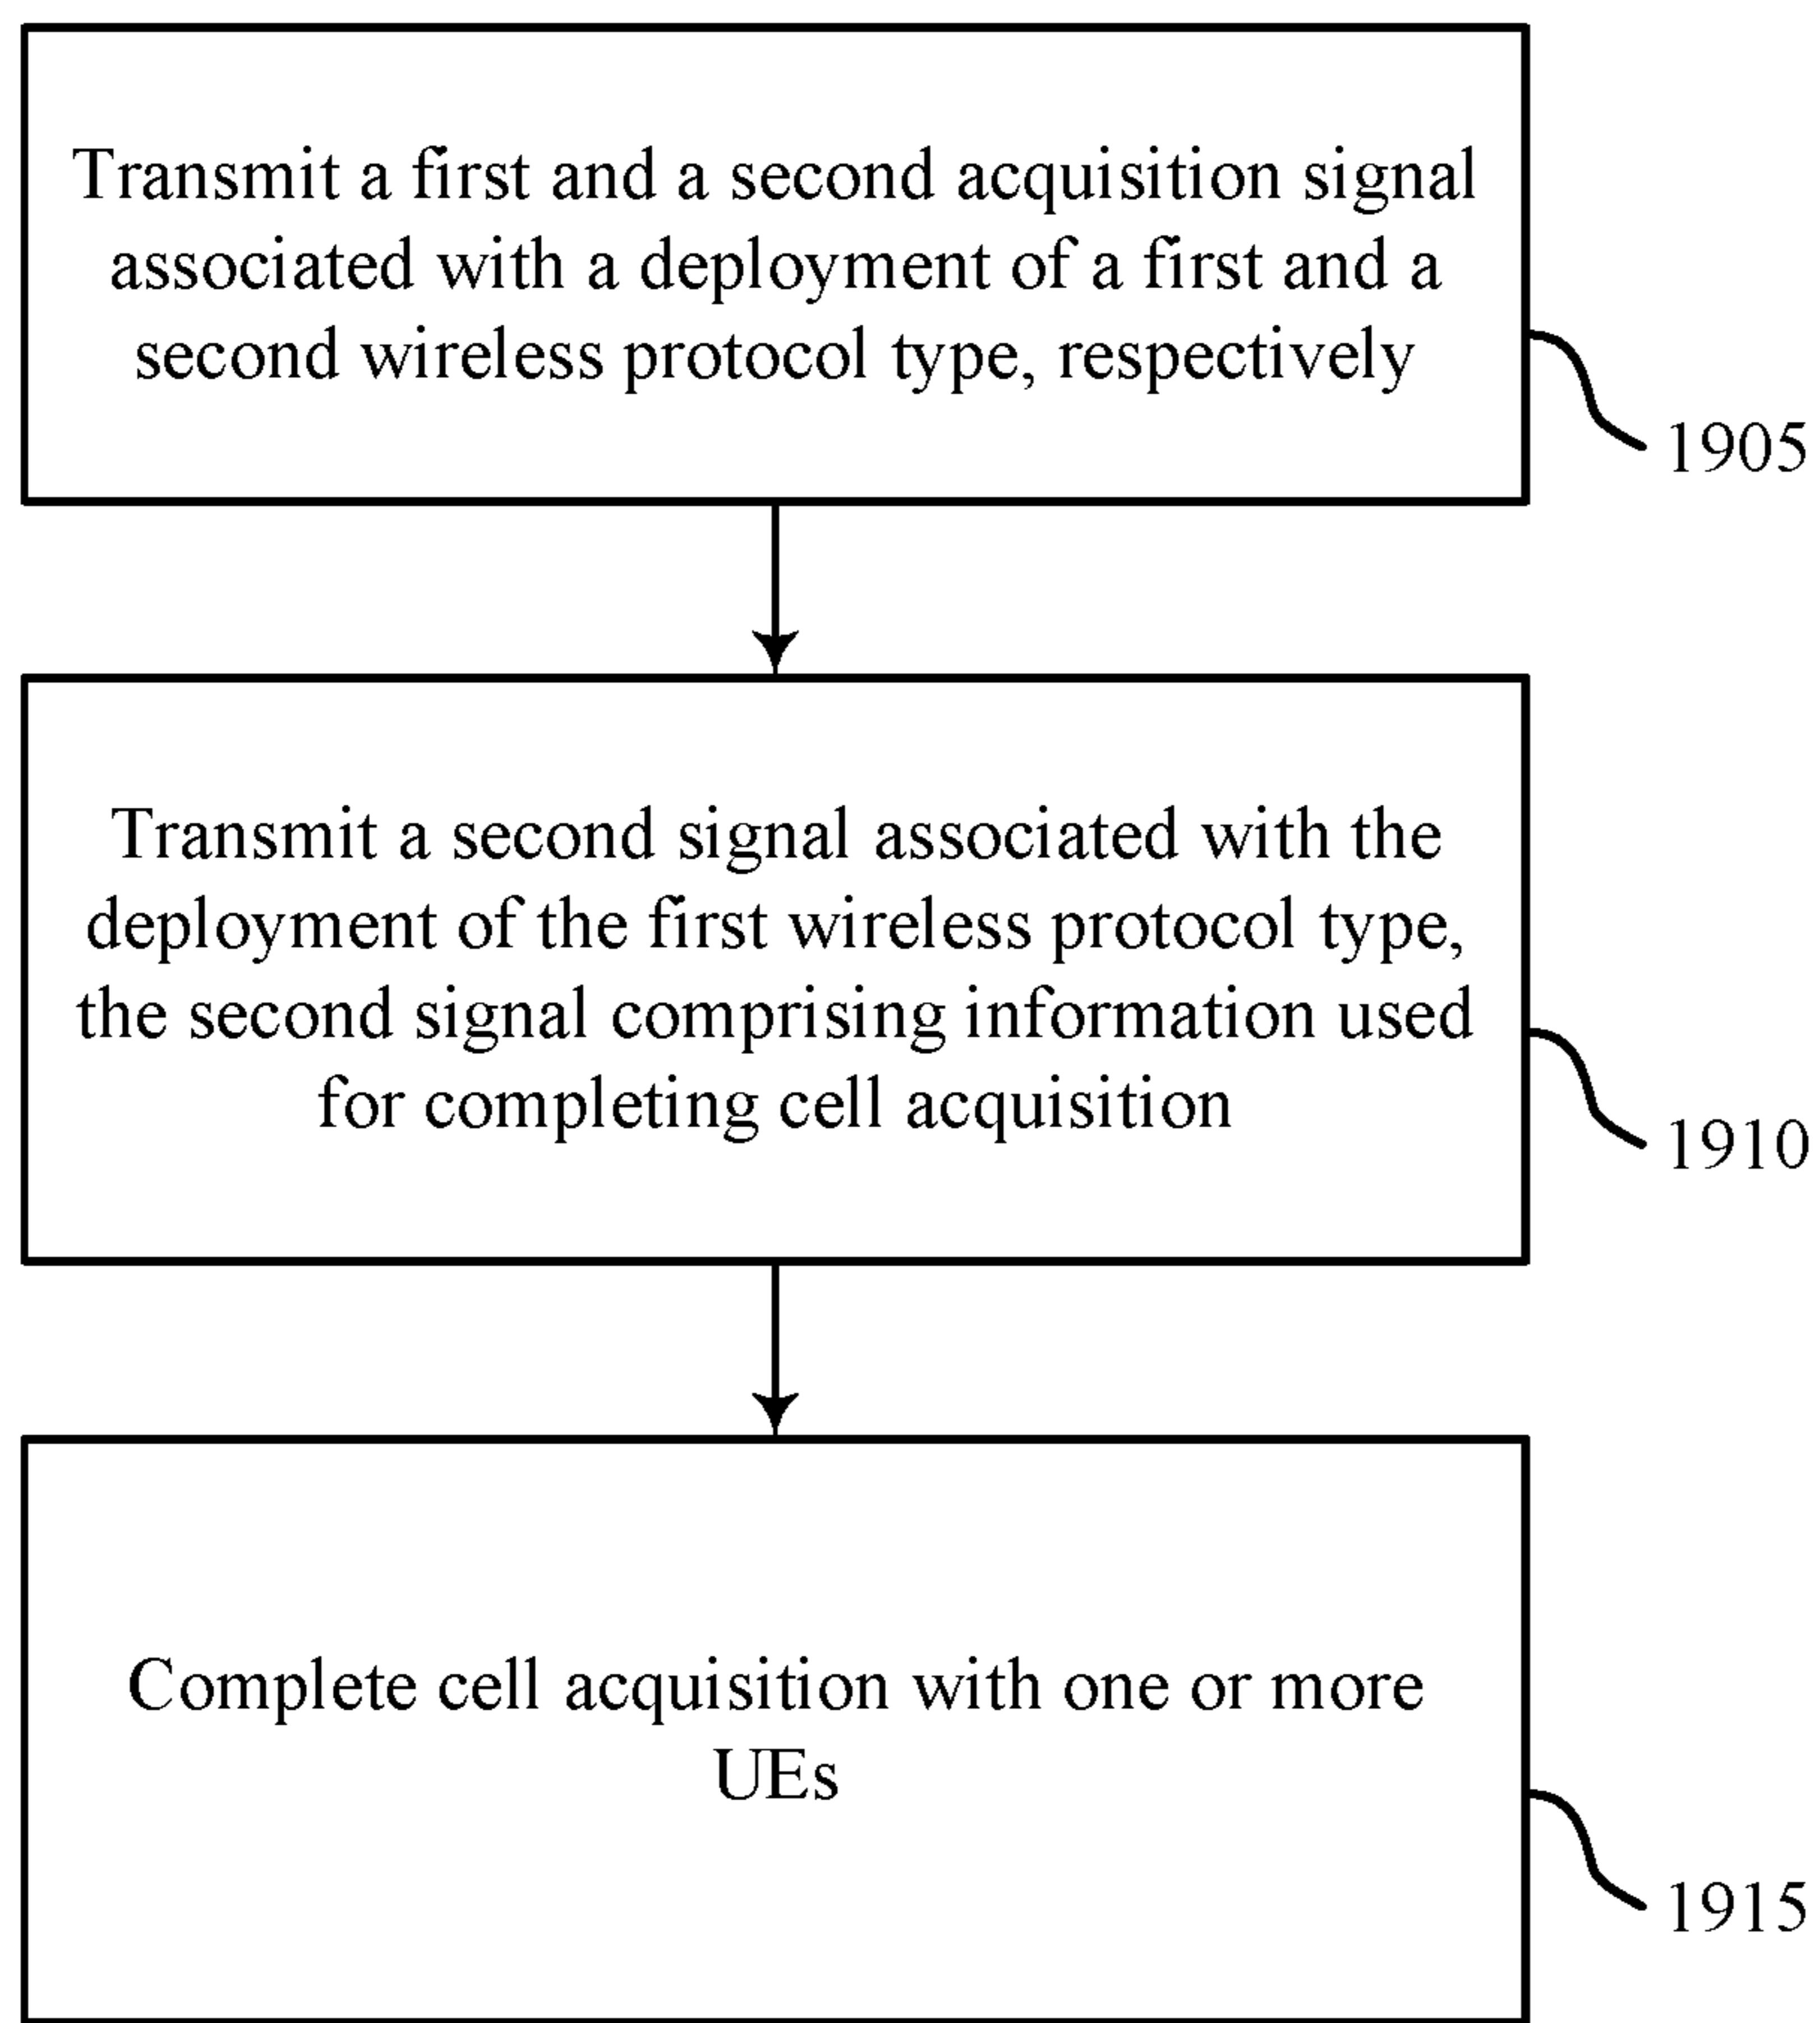 Transmit a first and a second acquisition signal
associated with a deployment of a first and a
second wireless protocol type, respectively
1905
Transmit a second signal associated with the
deployment of the first wireless protocol type,
the second signal comprising information used
for completing cell acquisition
1910
Complete cell acquisition with one or more
UEs
1915